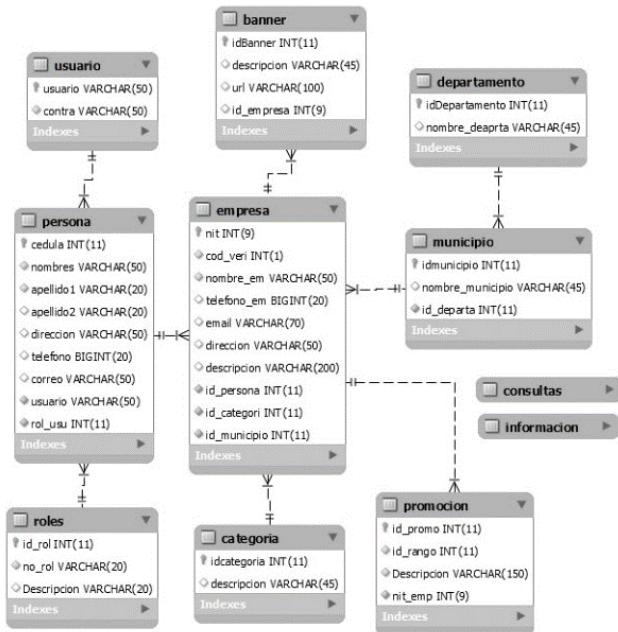 usuario
usuario VARCHAR(50)
contra VARCHAR(50)
Indexes
banner
idBanner INT(11)
descripcion VARCHAR(45)
url VARCHAR(100)
id_empresa INT(9)
Indexes
departamento
idDepartamento INT(11)
nombre_deaprta VARCHAR(45)
Indexes
persona
cedula INT(11)
nombres VARCHAR(50)
apellido1 VARCHAR(20)
apellido2 VARCHAR(20)
direccion VARCHAR(50)
telefono BIGINT(20)
correo VARCHAR(50)
usuario VARCHAR(50)
rol_usu INT(11)
Indexes
empresa
nit INT(9)
cod_veri INT(1)
nombre_em VARCHAR(50)
telefono_em BIGINT(20)
email VARCHAR(70)
direccion VARCHAR(50)
descripcion VARCHAR(200)
id_persona INT(11)
id_categori INT(11)
id_municipio INT(11)
Indexes
municipio
idmunicipio INT(11)
nombre_municipio VARCHAR(45)
id_departa INT(11)
Indexes
consultas
informacion
roles
id_rol INT(11)
no_rol VARCHAR(20)
Descripcion VARCHAR(20)
Indexes
categoria
idcategoria INT(11)
descripcion VARCHAR(45)
Indexes
promocion
id_promo INT(11)
id_rango INT(11)
Descripcion VARCHAR(150)
nit_emp INT(9)
Indexes